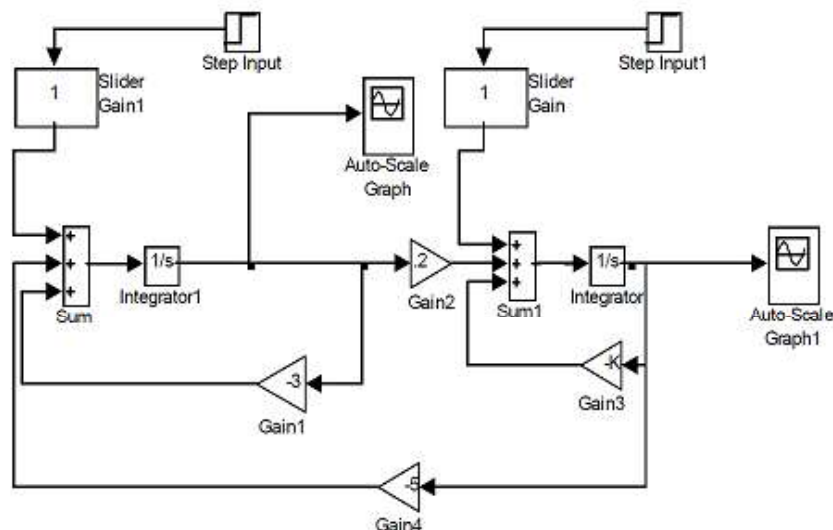 Step Input
Step Input1
1
Slider
Gain1
1
Slider
Gain
Auto-Scale
Graph
+
+
+
Sum
1/s
Integrator1
.2
Gain2
+
+
+
Sum1
1/s
Integrator
Auto-Scale
Graph1
-3
Gain1
-K
Gain3
-5
Gain4